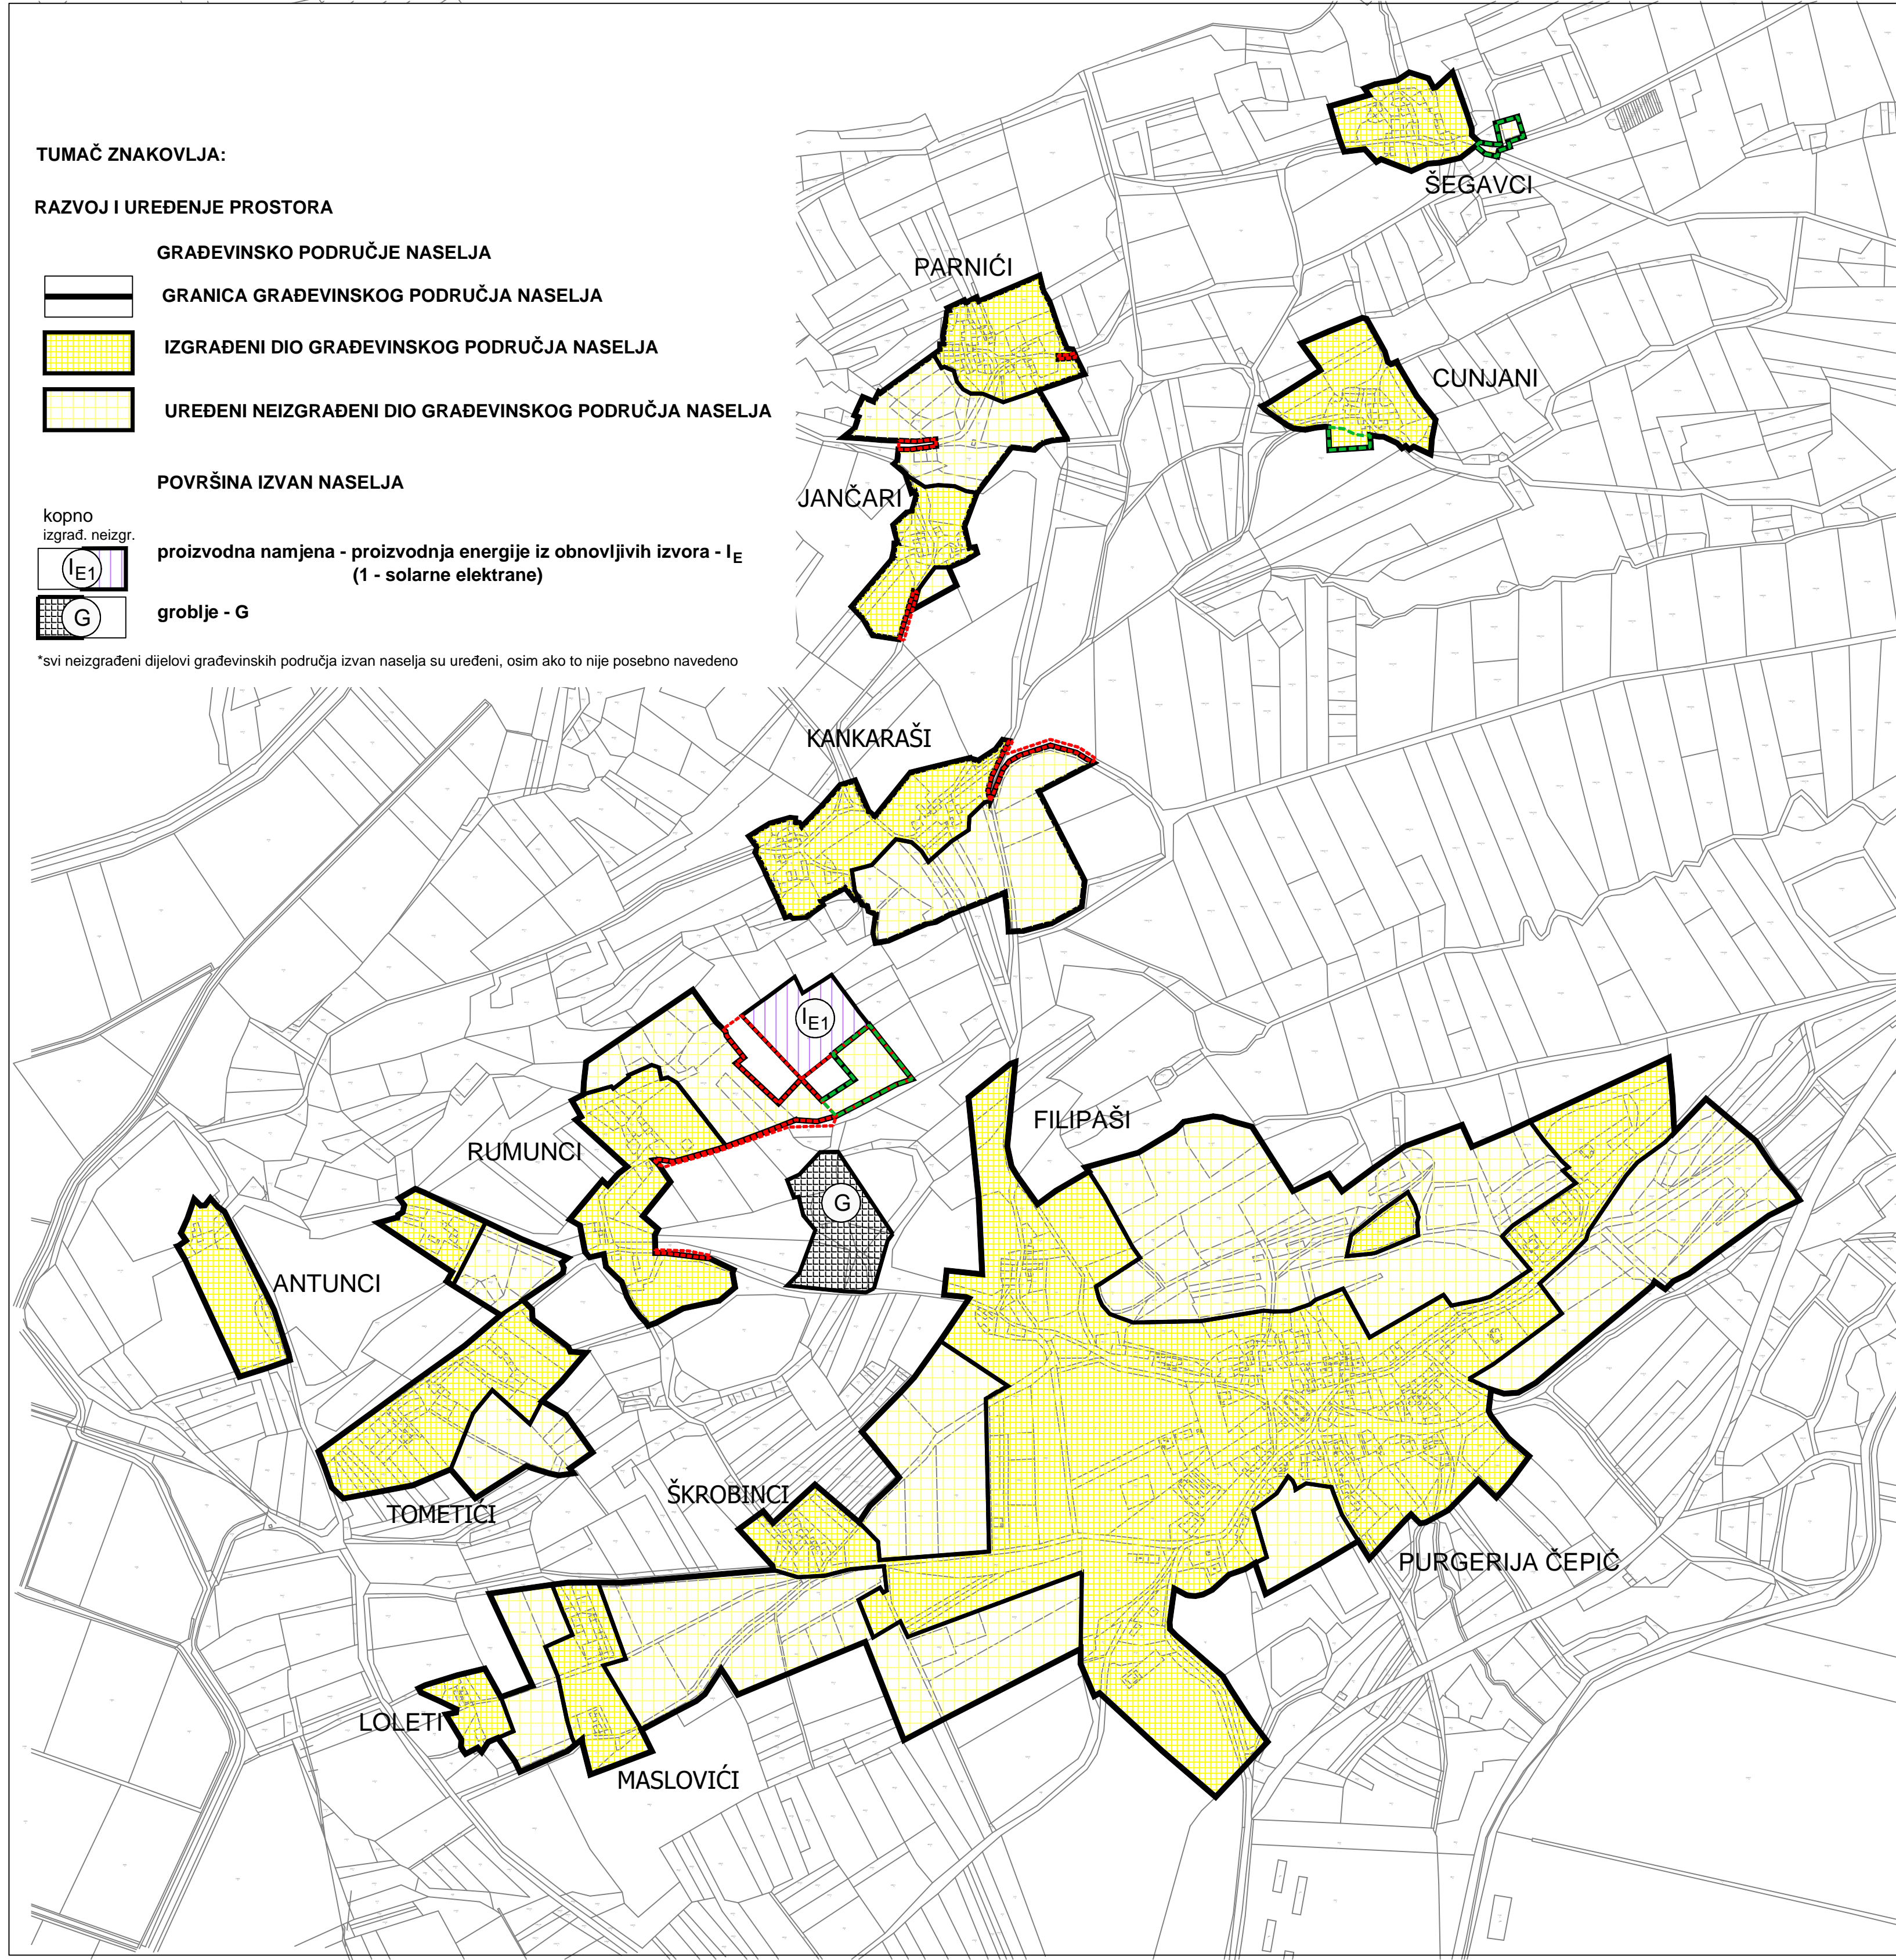 TUMAČ ZNAKOVLJA:
RAZVOJ I UREĐENJE PROSTORA
GRAĐEVINSKO PODRUČJE NASELJA
GRANICA GRAĐEVINSKOG PODRUČJA NASELJA
IZGRAĐENI DIO GRAĐEVINSKOG PODRUČJA NASELJA
UREĐENI NEIZGRAĐENI DIO GRAĐEVINSKOG PODRUČJA NASELJA
POVRŠINA IZVAN NASELJA
kopno
izgrađ. neizgr.
IE1
proizvodna namjena - proizvodnja energije iz obnovljivih izvora - IE
(1 - solarne elektrane)
G
groblje - G
*svi neizgrađeni dijelovi građevinskih područja izvan naselja su uređeni, osim ako to nije posebno navedeno
ŠEGAVCI
PARNIĆI
CUNJANI
JANČARI
KANKARAŠI
IE1
FILIPAŠI
RUMUNCI
G
ANTUNCI
ŠKROBINCI
TOMETIĆI
PURGERIJA ČEPIĆ
LOLETI
MASLOVIĆI